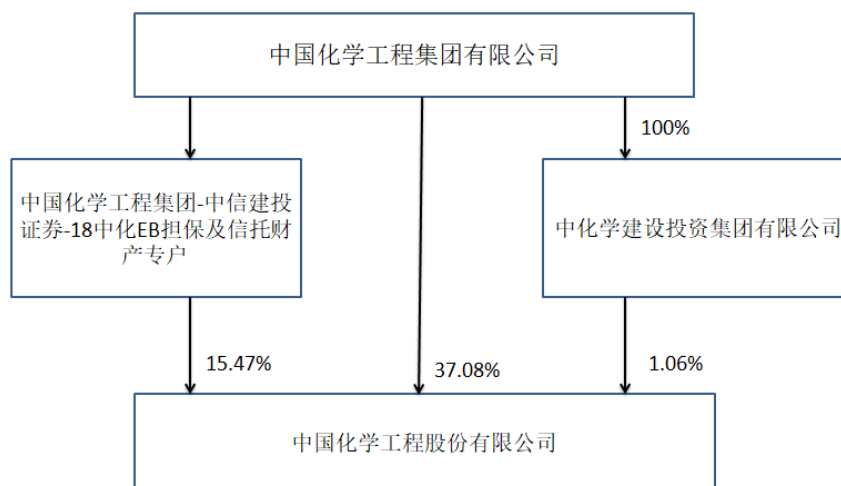 中国化学工程集团有限公司
100%
中国化学工程集团-中信建投
证券-18中化EB担保及信托财
产专户
中化学建设投资集团有限公司
15.47%
37.08%
1.06%
中国化学工程股份有限公司